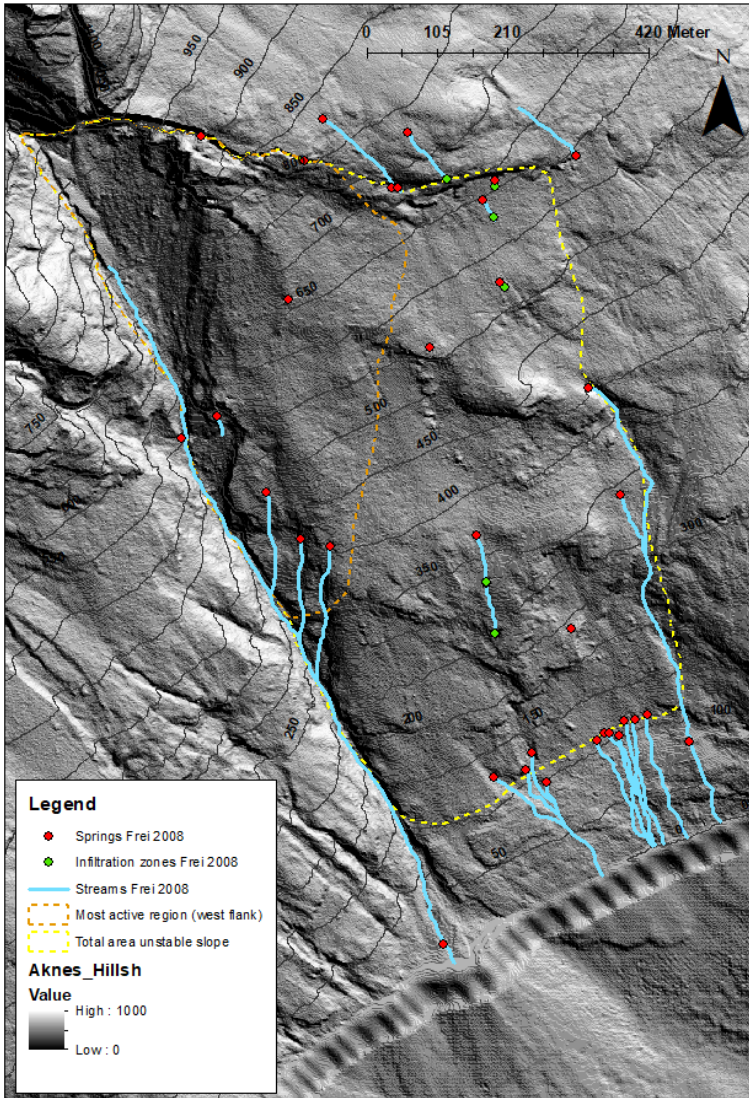 0 105 210 420 Meter
N
950
900
850
700
650
500
450
400
350
300
750
200
150
100
250
50
Legend
Springs Frei 2008
Infiltration zones Frei 2008
Streams Frei 2008
Most active region (west flank)
Total area unstable slope
Aknes_Hillsh
Value
High : 1000
Low : 0